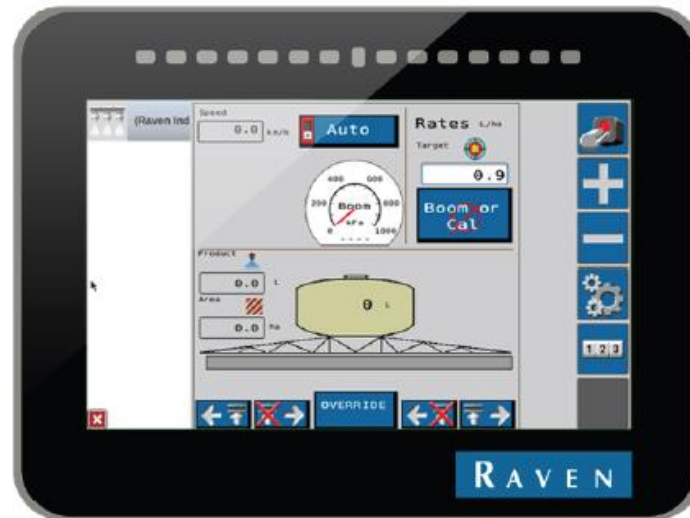 (Raven Ind
Speed
0.0 km/h
Auto
Rates L/ha
Target
0.9
Boom or
Cal
200
400
600
800
0
1000
Boom
kPa
Product
0.0 L
Area
0.0 ha
0 L
OVERRIDE
1 2 3
RAVEN